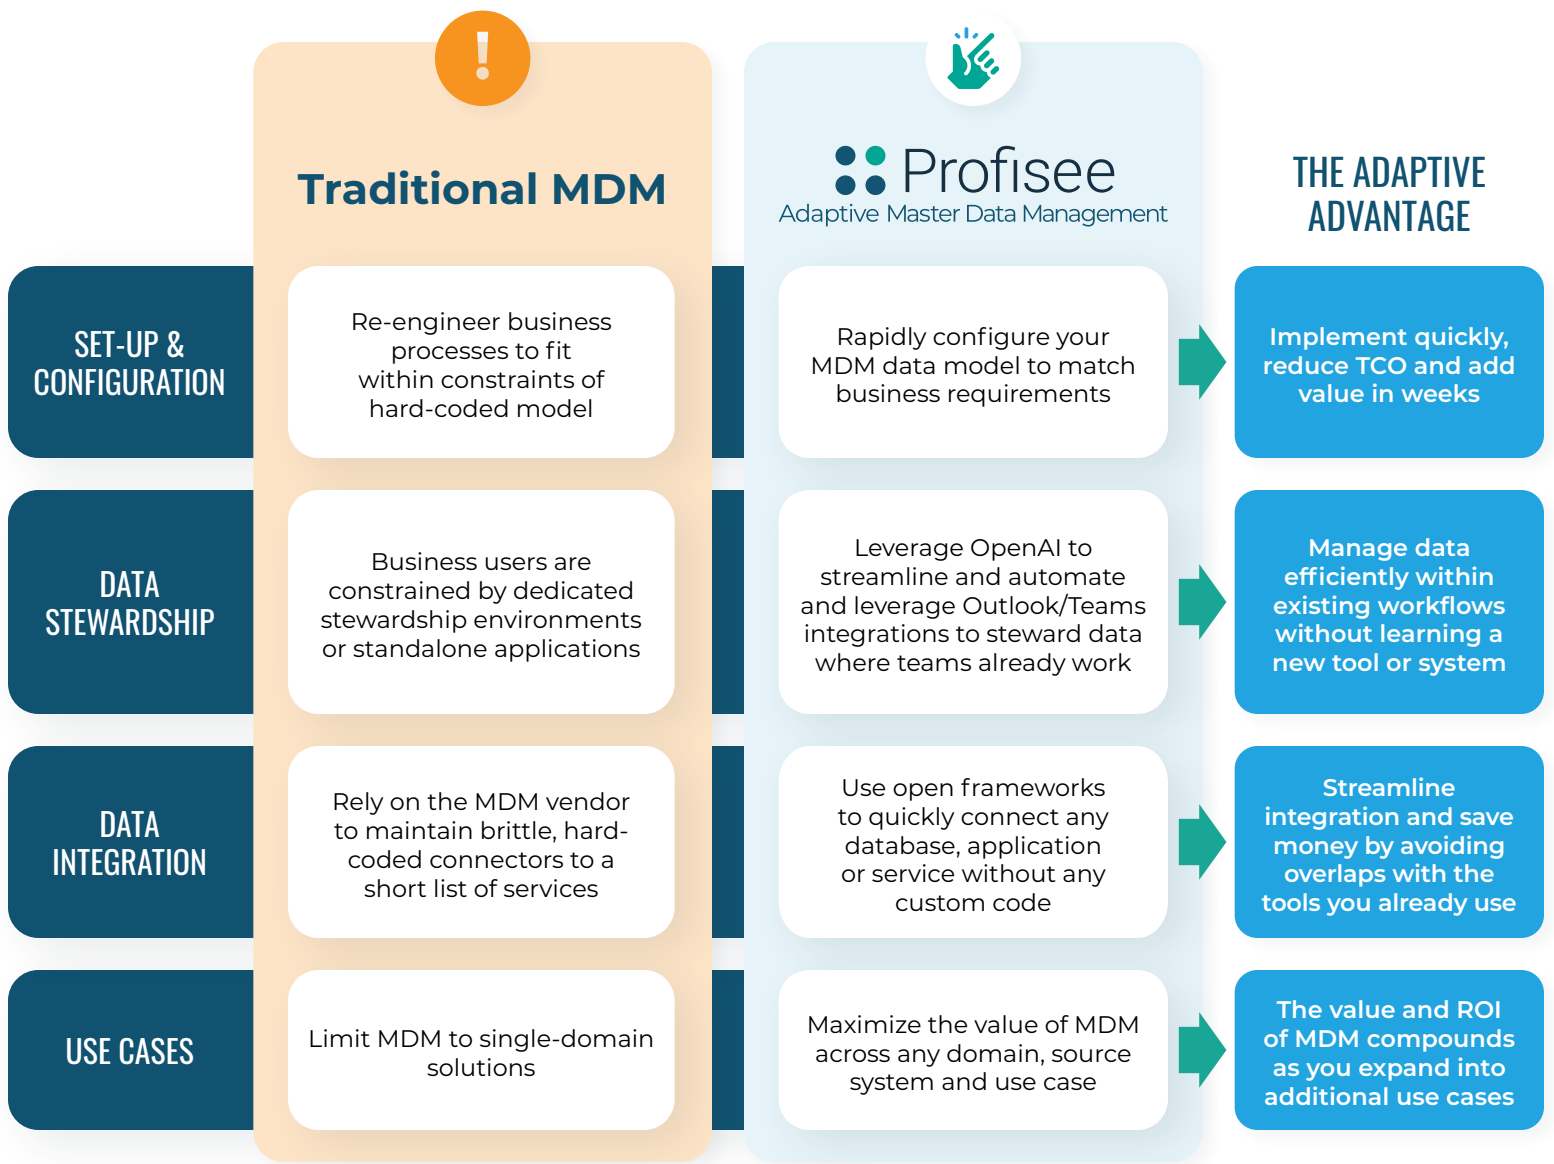 !
Traditional MDM
Profisee
Adaptive Master Data Management
THE ADAPTIVE
ADVANTAGE
SET-UP &
CONFIGURATION
Re-engineer business
processes to fit
within constraints of
hard-coded model
Rapidly configure your
MDM data model to match
business requirements
Implement quickly,
reduce TCO and add
value in weeks
DATA
STEWARDSHIP
Business users are
constrained by dedicated
stewardship environments
or standalone applications
Leverage OpenAI to
streamline and automate
and leverage Outlook/Teams
integrations to steward data
where teams already work
Manage data
efficiently within
existing workflows
without learning a
new tool or system
DATA
INTEGRATION
Rely on the MDM vendor
to maintain brittle, hard-
coded connectors to a
short list of services
Use open frameworks
to quickly connect any
database, application
or service without any
custom code
Streamline
integration and save
money by avoiding
overlaps with the
tools you already use
USE CASES
Limit MDM to single-domain
solutions
Maximize the value of MDM
across any domain, source
system and use case
The value and ROI
of MDM compounds
as you expand into
additional use cases